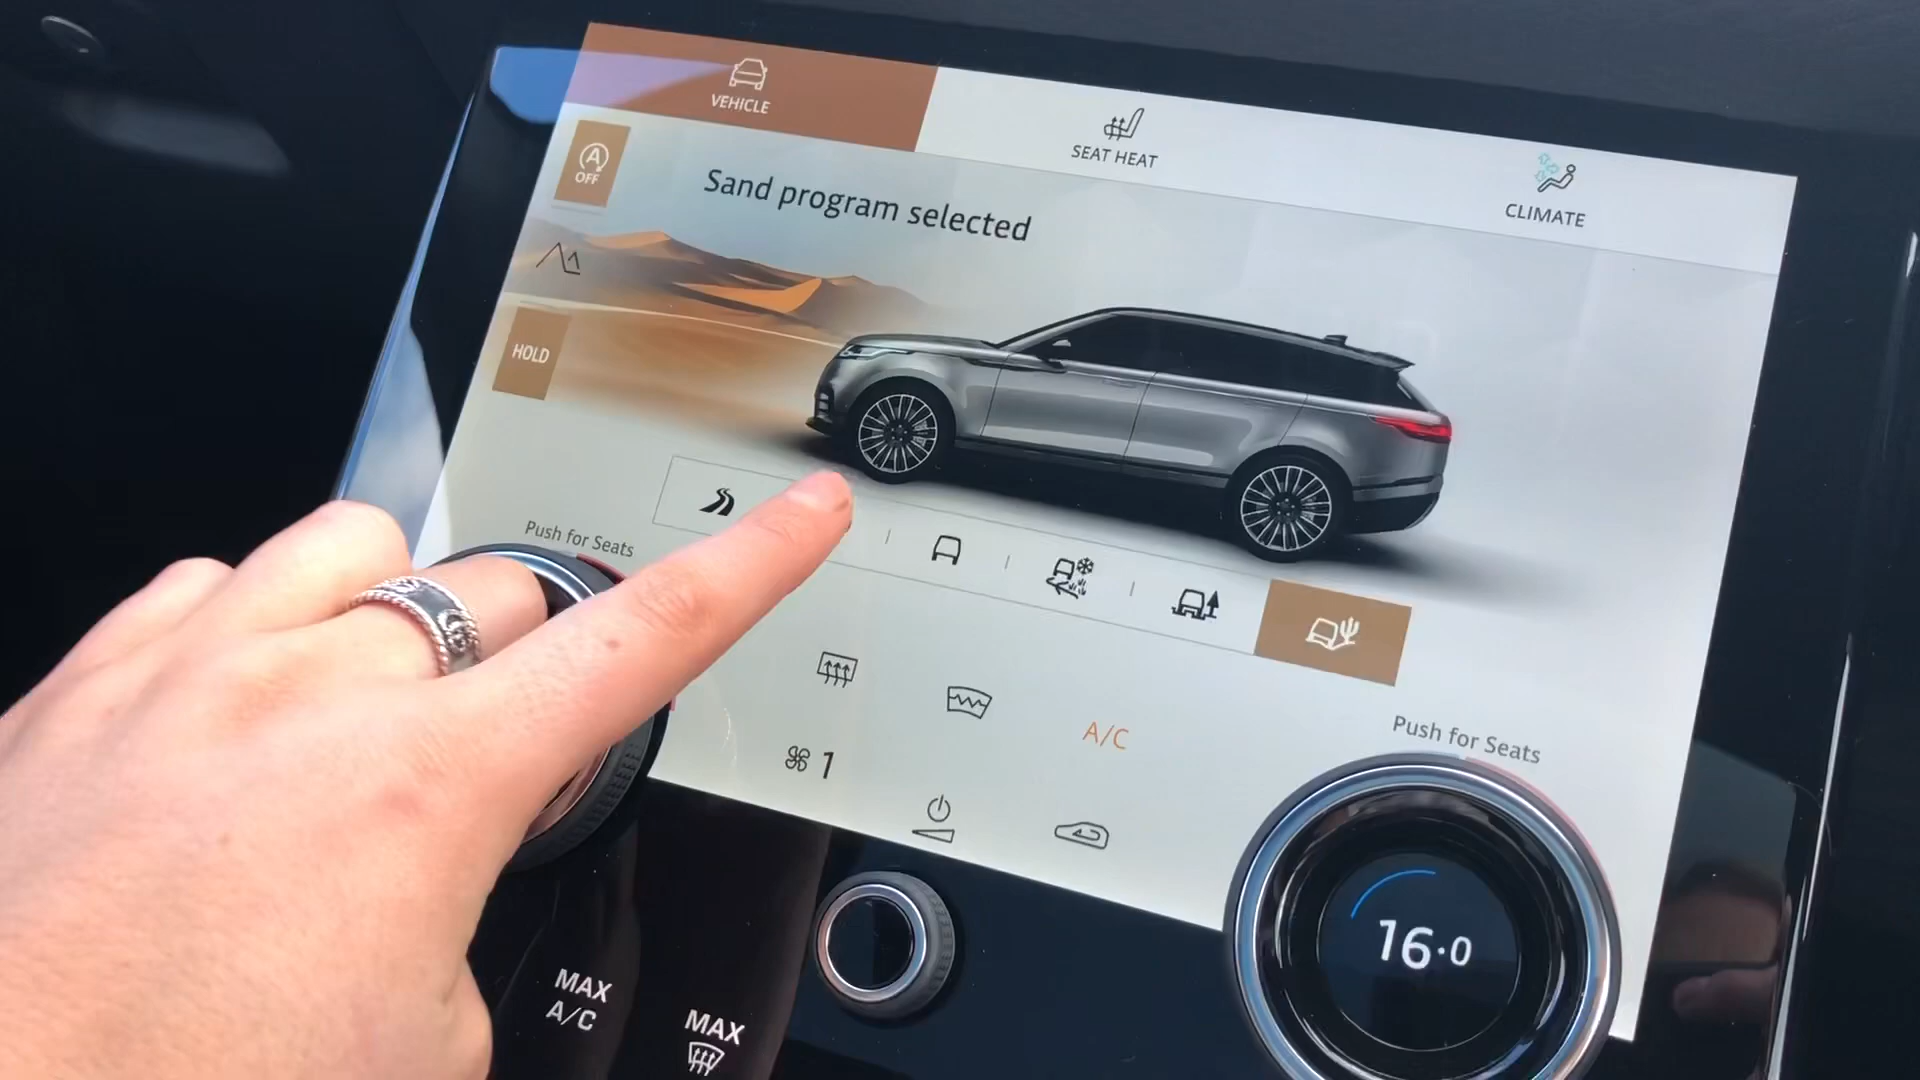 VEHICLE
SEAT HEAT
CLIMATE
A
OFF
Sand program selected
HOLD
Push for Seats
A/C
Push for Seats
1
16.0
MAX
A/C
MAX